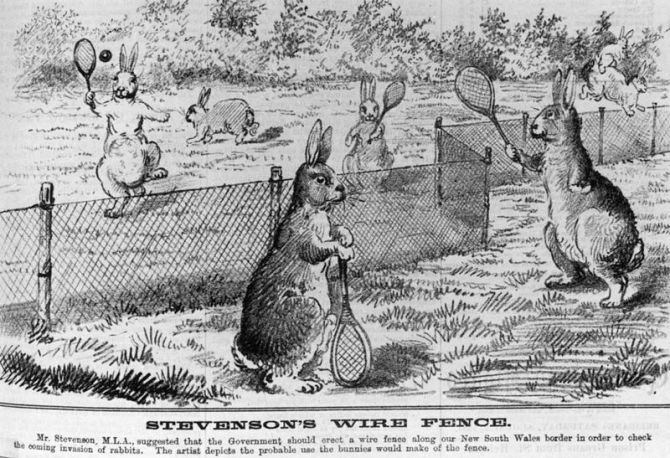 STEVENSON'S WIRE FENCE.
Mr. Stevenson, M.L.A., suggested that the Government should erect a wire fence along our New South Wales border in order to check
the coming invasion of rabbits. The artist depicts the probable use the bunnies would make of the fence.